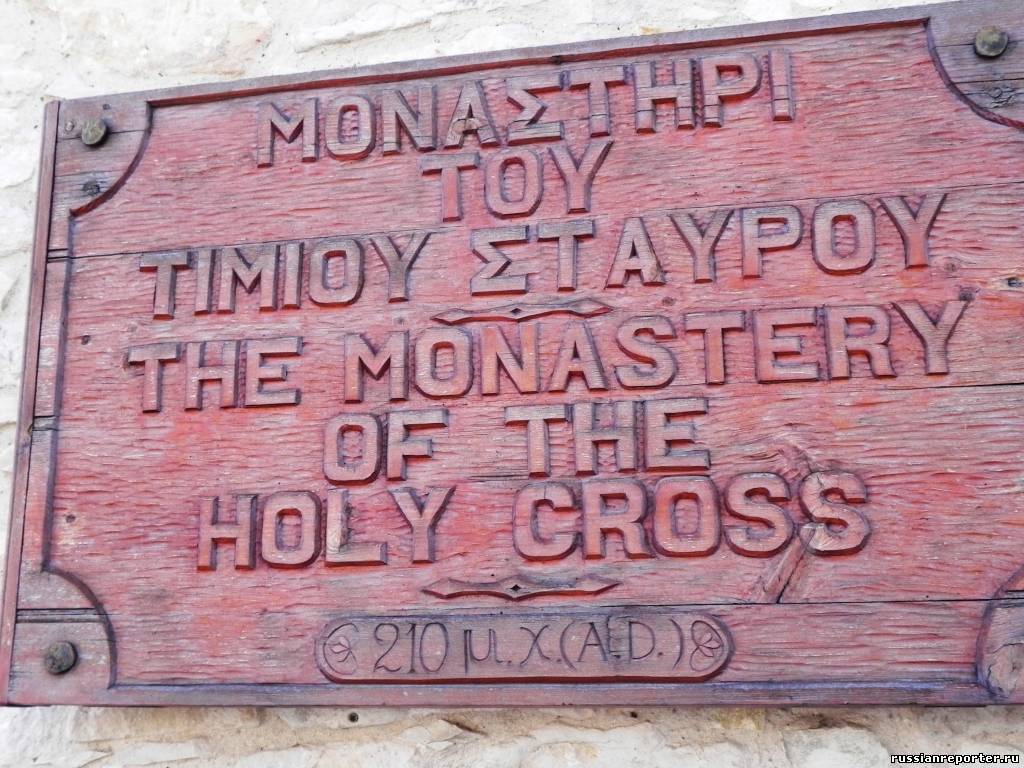 ΜΟΝΑΣΤΗΡΙ
ΤΟΥ
ΤΙΜΙΟΥ ΣΤΑΥΡΟΥ
THE MONASTERY
OF THE
HOLY CROSS
210 μ.χ.(A.D.)
russianreporter.ru